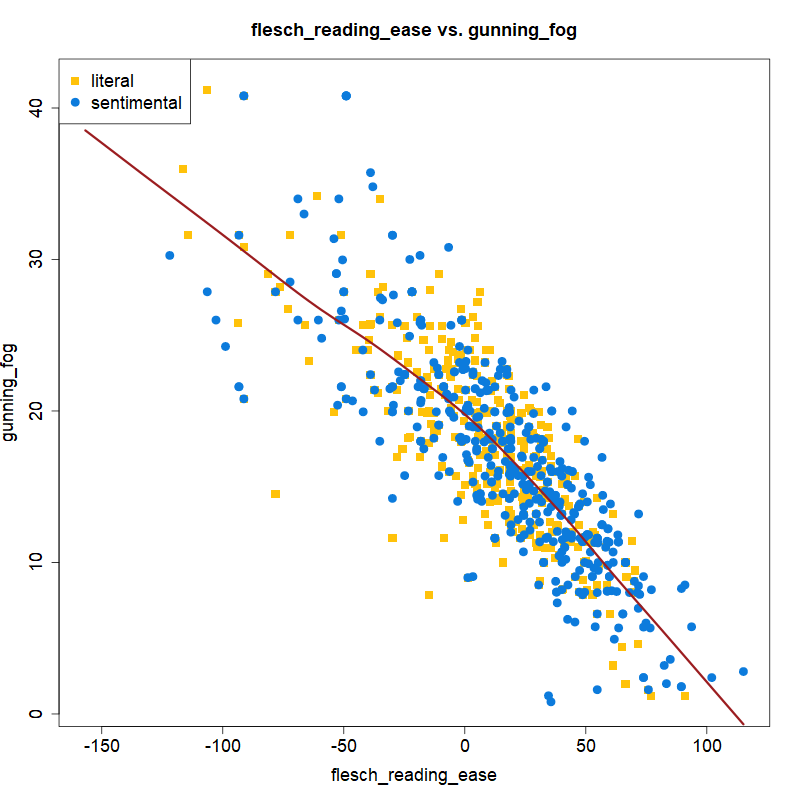 flesch_reading_ease vs. gunning_fog
literal
sentimental
gunning_fog
40
30
20
10
0
-150 -100 -50 0 50 100
flesch_reading_ease